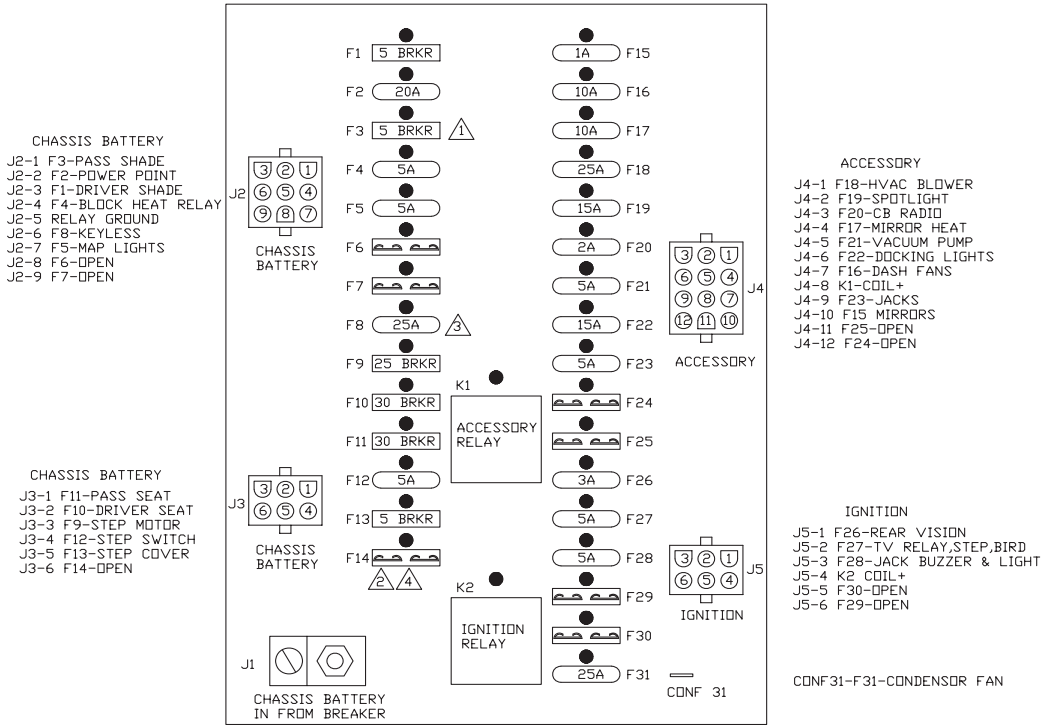 CHASSIS BATTERY
J2-1 F3-PASS SHADE
J2-2 F2-POWER POINT
J2-3 F1-DRIVER SHADE
J2-4 F4-BLOCK HEAT RELAY
J2-5 RELAY GROUND
J2-6 F8-KEYLESS
J2-7 F5-MAP LIGHTS
J2-8 F6-OPEN
J2-9 F7-OPEN
CHASSIS BATTERY
J3-1 F11-PASS SEAT
J3-2 F10-DRIVER SEAT
J3-3 F9-STEP MOTOR
J3-4 F12-STEP SWITCH
J3-5 F13-STEP COVER
J3-6 F14-OPEN
J2
3 2 1
6 5 4
9 8 7
CHASSIS
BATTERY
J3
3 2 1
6 5 4
CHASSIS
BATTERY
J1
CHASSIS BATTERY
IN FROM BREAKER
F1 5 BRKR
F2 20A
F3 5 BRKR 1
F4 5A
F5 5A
F6
F7
F8 25A 3
F9 25 BRKR
F10 30 BRKR
F11 30 BRKR
F12 5A
F13 5 BRKR
F14
2 4
K1
ACCESSORY
RELAY
K2
IGNITION
RELAY
1A F15
10A F16
10A F17
25A F18
15A F19
2A F20
5A F21
15A F22
5A F23
F24
F25
3A F26
5A F27
5A F28
F29
F30
25A F31
J4
3 2 1
6 5 4
9 8 7
12 11 10
ACCESSORY
J5
3 2 1
6 5 4
IGNITION
CONF 31
ACCESSORY
J4-1 F18-HVAC BLOWER
J4-2 F19-SPOTLIGHT
J4-3 F20-CB RADIO
J4-4 F17-MIRROR HEAT
J4-5 F21-VACUUM PUMP
J4-6 F22-DOCKING LIGHTS
J4-7 F16-DASH FANS
J4-8 K1-COIL+
J4-9 F23-JACKS
J4-10 F15 MIRRORS
J4-11 F25-OPEN
J4-12 F24-OPEN
IGNITION
J5-1 F26-REAR VISION
J5-2 F27-TV RELAY,STEP,BIRD
J5-3 F28-JACK BUZZER & LIGHT
J5-4 K2 COIL+
J5-5 F30-OPEN
J5-6 F29-OPEN
CONF31-F31-CONDENSOR FAN